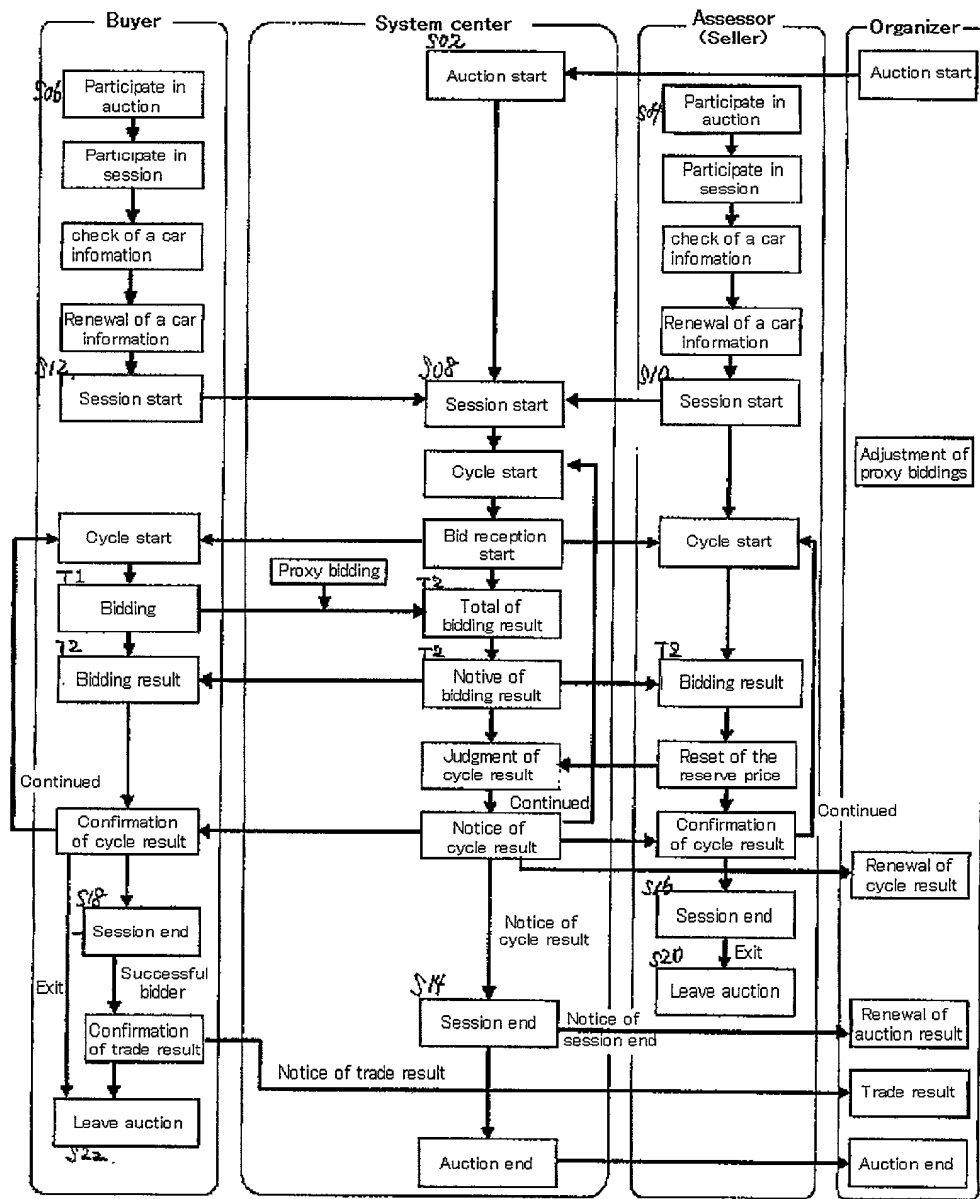 Buyer
System center
Assessor
(Seller)
Organizer
S06
Participate in
auction
Participate in
session
check of a car
infomation
Renewal of a car
information
S12
Session start
Cycle start
T1
Bidding
T2
Bidding result
Continued
Confirmation
of cycle result
S18
Session end
Exit
Successful
bidder
Confirmation
of trade result
Leave auction
S22
S02
Auction start
S08
Session start
Cycle start
Bid reception
start
Proxy bidding
T2
Total of
bidding result
T2
Notive of
bidding result
Judgment of
cycle result
Continued
Notice of
cycle result
Notice of
cycle result
S14
Session end
Notice of
session end
Notice of trade result
Auction end
S04
Participate in
auction
Participate in
session
check of a car
infomation
Renewal of a car
information
S10
Session start
Cycle start
T2
Bidding result
Reset of the
reserve price
Continued
Confirmation
of cycle result
S16
Session end
Exit
S20
Leave auction
Auction start
Adjustment of
proxy biddings
Renewal of
cycle result
Renewal of
auction result
Trade result
Auction end